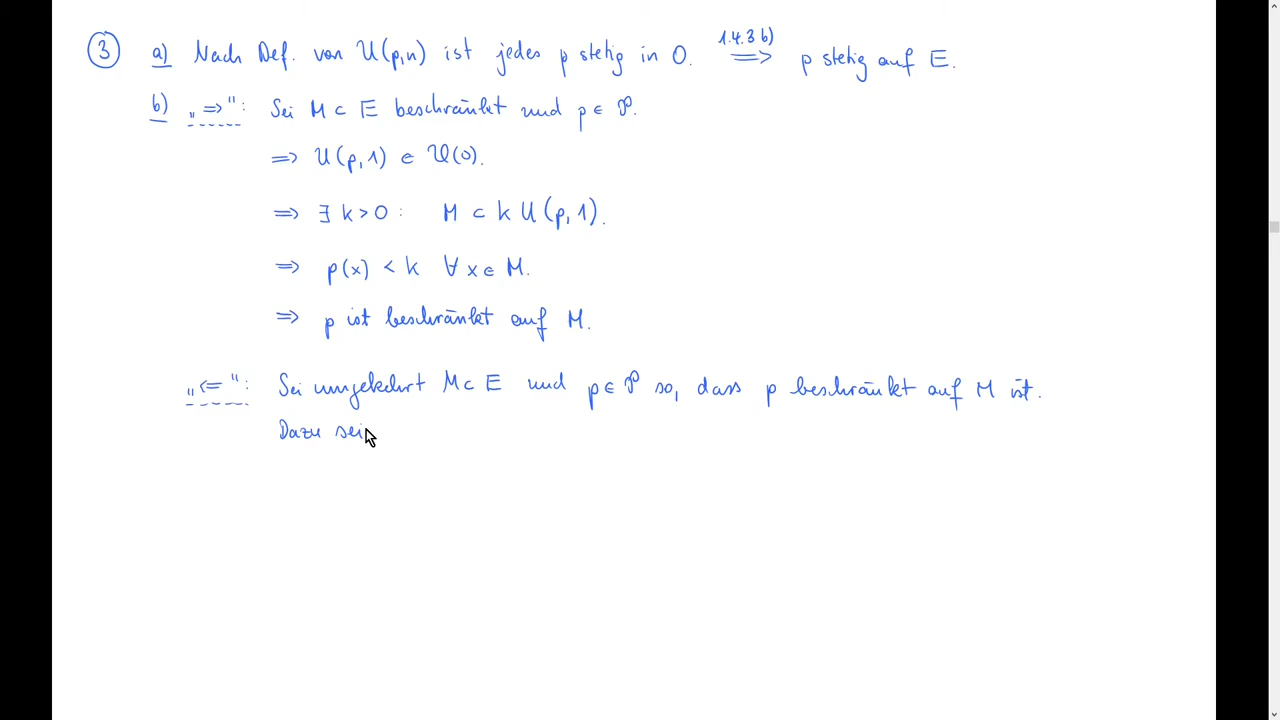 ③ a) Nach Def. von U(p,n) ist jedes p stetig in 0. 1.4.3 b) ⟹ p stetig auf E.
b) „⇒“: Sei M ⊂ E beschränkt und p ∈ 𝒫.
⇒ U(p,1) ∈ 𝒰(0).
⇒ ∃ k>0: M ⊂ k U(p,1).
⇒ p(x) < k ∀ x ∈ M.
⇒ p ist beschränkt auf M.
„⇐“: Sei umgekehrt M ⊂ E und p ∈ 𝒫 so, dass p beschränkt auf M ist.
Dazu sei